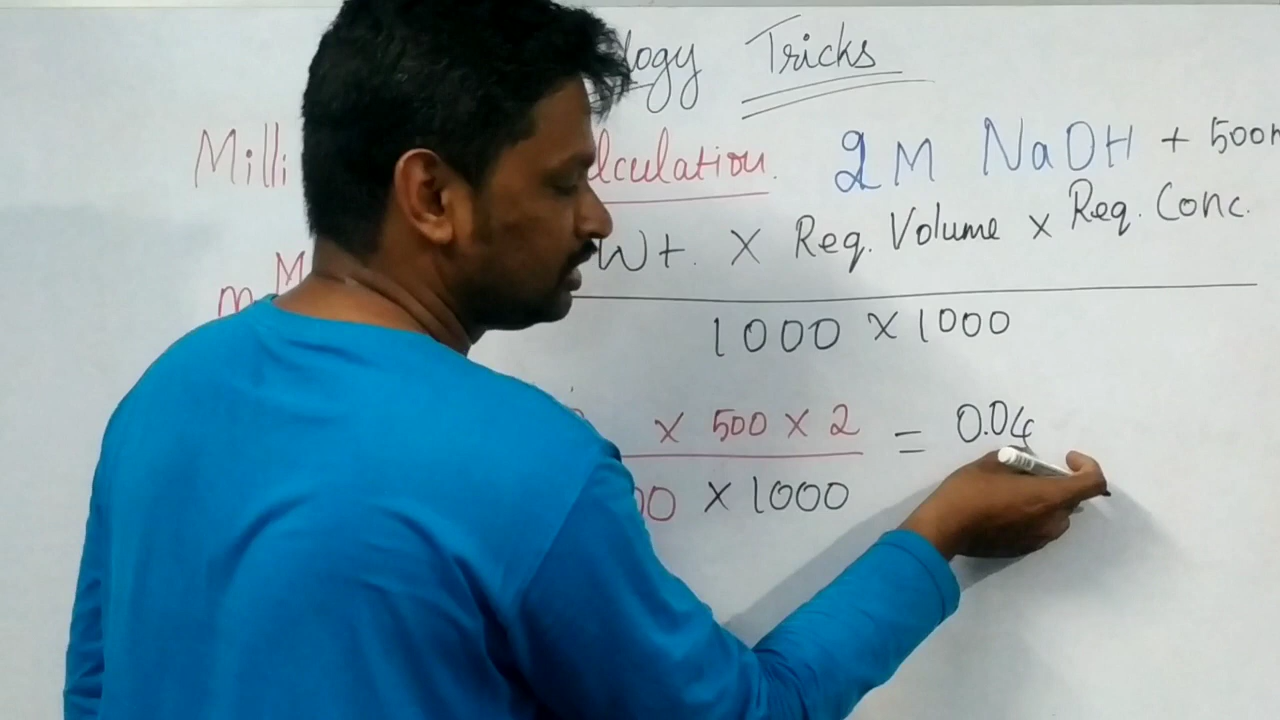 logy Tricks
Milli lculation. 2M NaOH + 500
m M Wt. X Req. Volume x Req. Conc.
1000 x 1000
x 500 x 2 = 0.04
00 x 1000